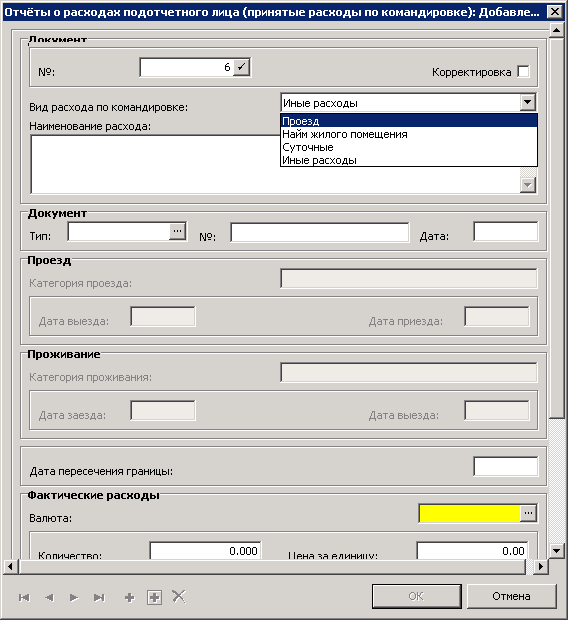 Отчёты о расходах подотчетного лица (принятые расходы по командировке): Добавле...
Документ
№: 6 Корректировка
Вид расхода по командировке: Иные расходы
Проезд
Наименование расхода: Найм жилого помещения
Суточные
Иные расходы
Документ
Тип: ... №: Дата:
Проезд
Категория проезда:
Дата выезда: Дата приезда:
Проживание
Категория проживания:
Дата заезда: Дата выезда:
Дата пересечения границы:
Фактические расходы
Валюта: ...
Количество: 0.000 Цена за единицу: 0.00
OK Отмена